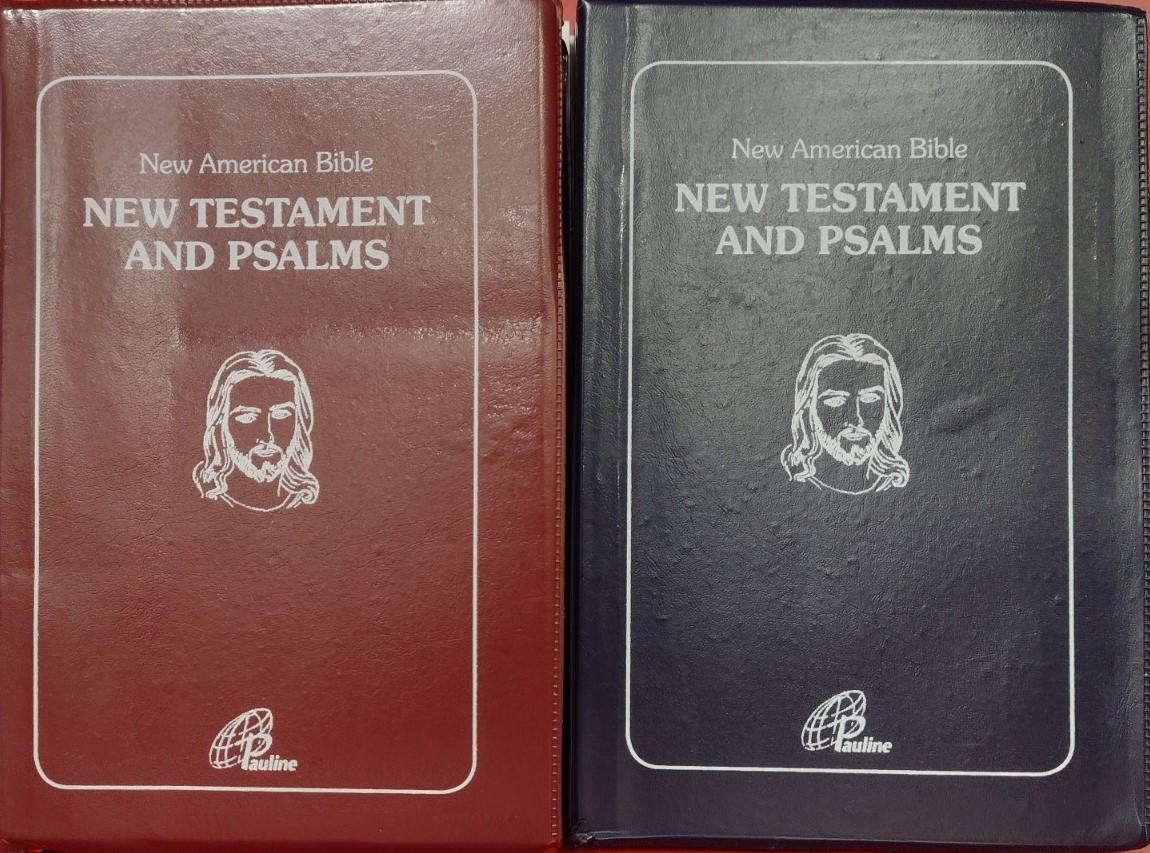 New American Bible
NEW TESTAMENT
AND PSALMS
Pauline
New American Bible
NEW TESTAMENT
AND PSALMS
Pauline